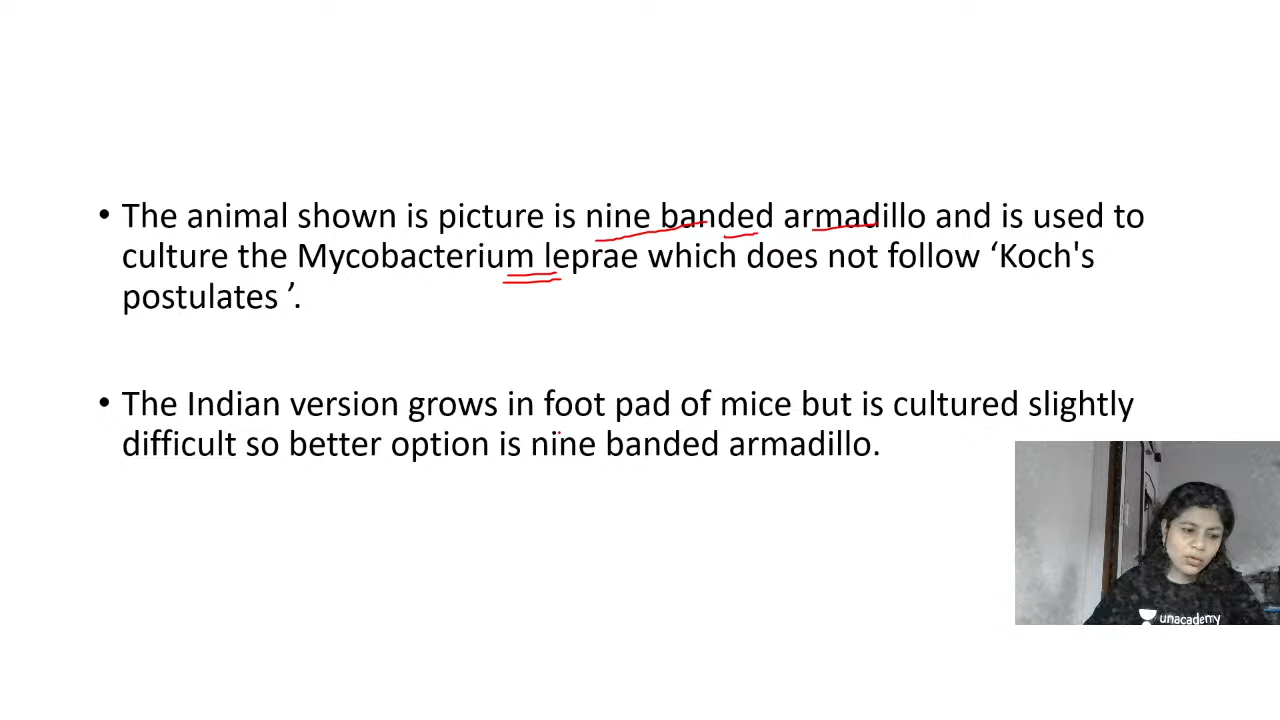 • The animal shown is picture is nine banded armadillo and is used to
culture the Mycobacterium leprae which does not follow ‘Koch's
postulates ’.
• The Indian version grows in foot pad of mice but is cultured slightly
difficult so better option is nine banded armadillo.
unacademy